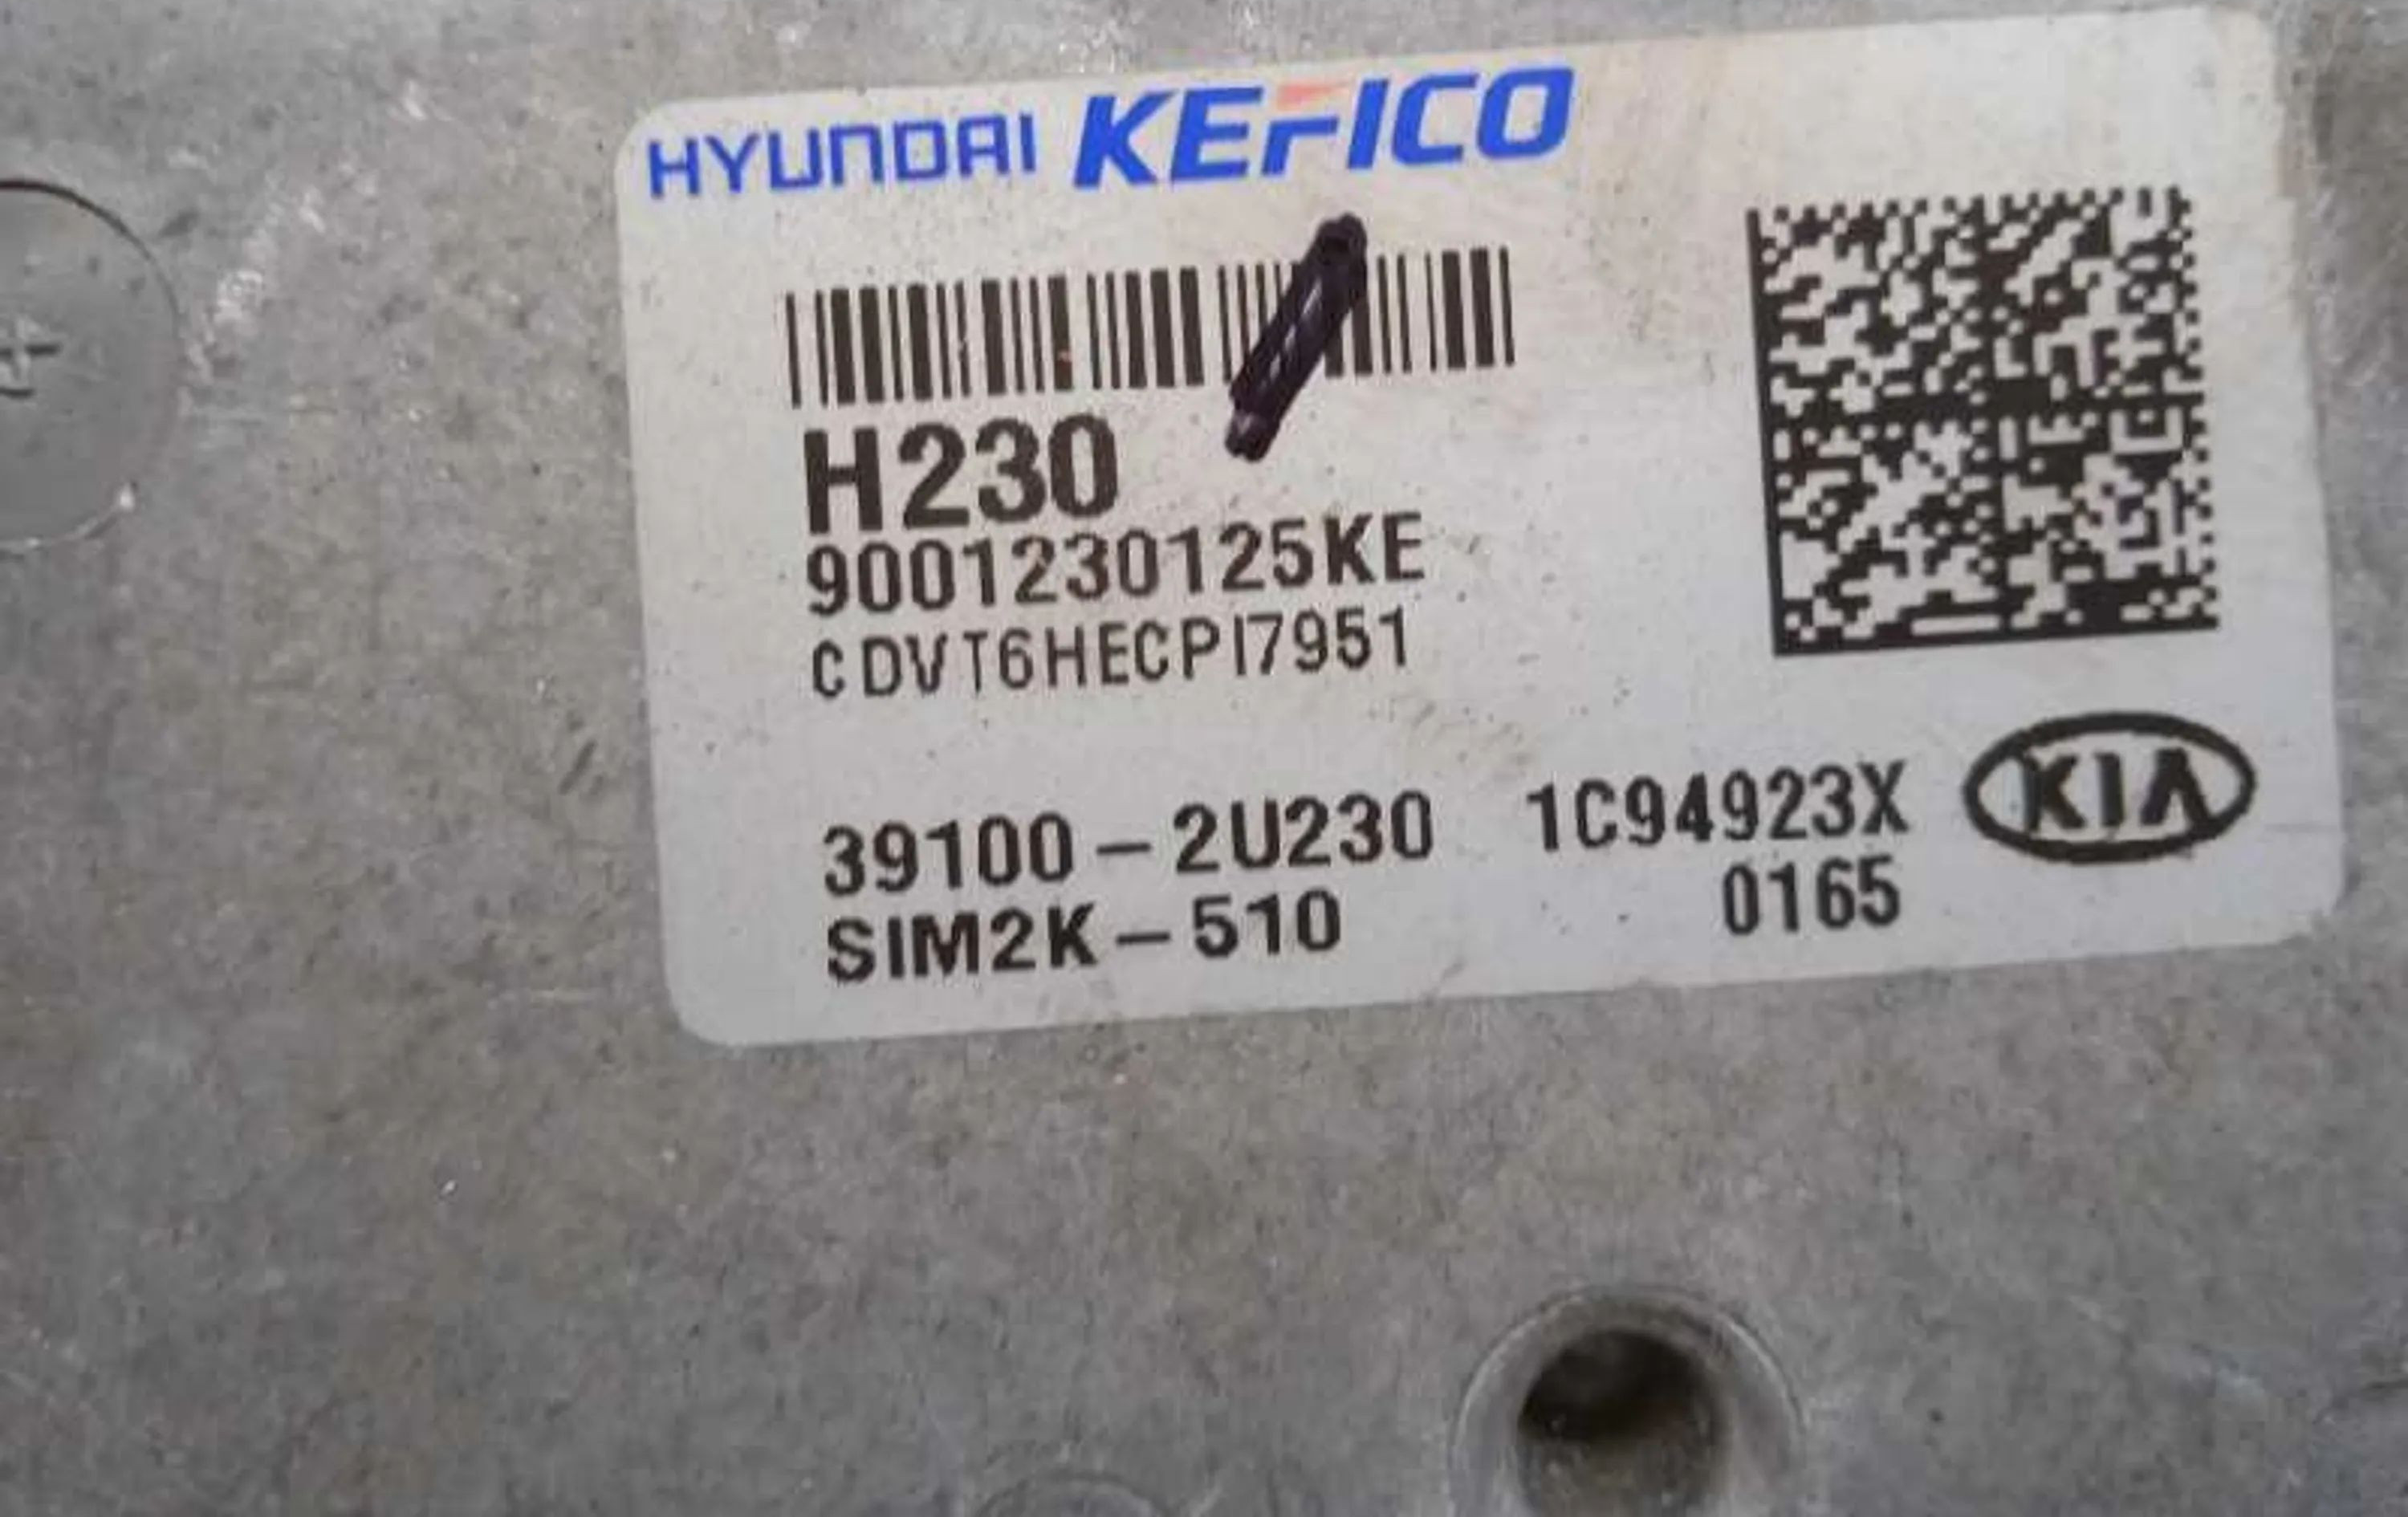 HYUNDAI KEFICO
H230
9001230125KE
CDVT6HECPI7951
39100-2U230 1C94923X KIA
SIM2K-510 0165